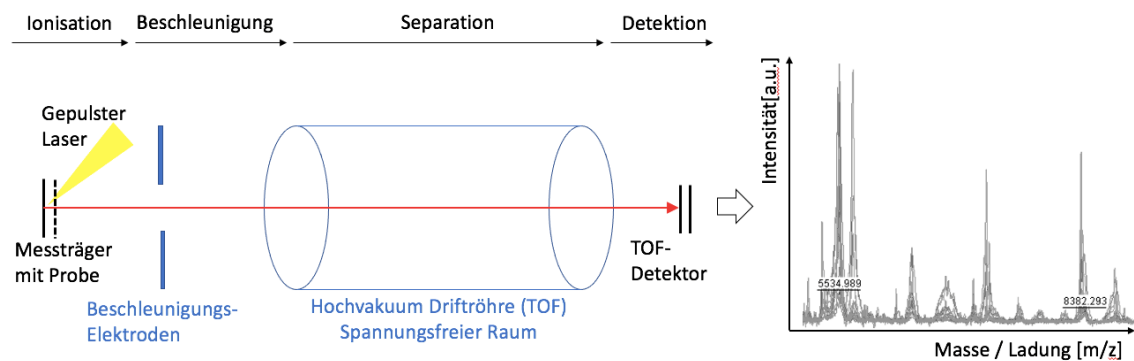 Ionisation
Beschleunigung
Separation
Detektion
Gepulster
Laser
Messträger
mit Probe
Beschleunigungs-
Elektroden
Hochvakuum Driftröhre (TOF)
Spannungsfreier Raum
TOF-
Detektor
Intensität[a.u.]
5534.989
8382.293
Masse / Ladung [m/z]